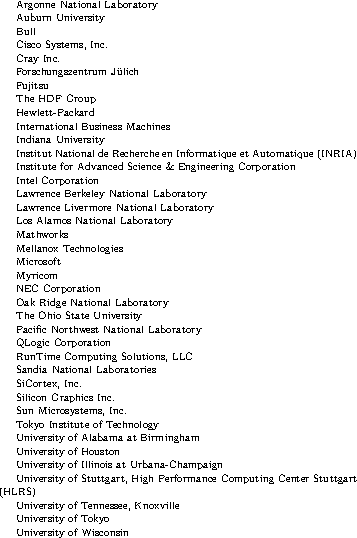 Argonne National Laboratory
Auburn University
Bull
Cisco Systems, Inc.
Cray Inc.
Forschungszentrum Jülich
Fujitsu
The HDF Group
Hewlett-Packard
International Business Machines
Indiana University
Institut National de Recherche en Informatique et Automatique (INRIA)
Institute for Advanced Science & Engineering Corporation
Intel Corporation
Lawrence Berkeley National Laboratory
Lawrence Livermore National Laboratory
Los Alamos National Laboratory
Mathworks
Mellanox Technologies
Microsoft
Myricom
NEC Corporation
Oak Ridge National Laboratory
The Ohio State University
Pacific Northwest National Laboratory
QLogic Corporation
RunTime Computing Solutions, LLC
Sandia National Laboratories
SiCortex, Inc.
Silicon Graphics Inc.
Sun Microsystems, Inc.
Tokyo Institute of Technology
University of Alabama at Birmingham
University of Houston
University of Illinois at Urbana-Champaign
University of Stuttgart, High Performance Computing Center Stuttgart
(HLRS)
University of Tennessee, Knoxville
University of Tokyo
University of Wisconsin